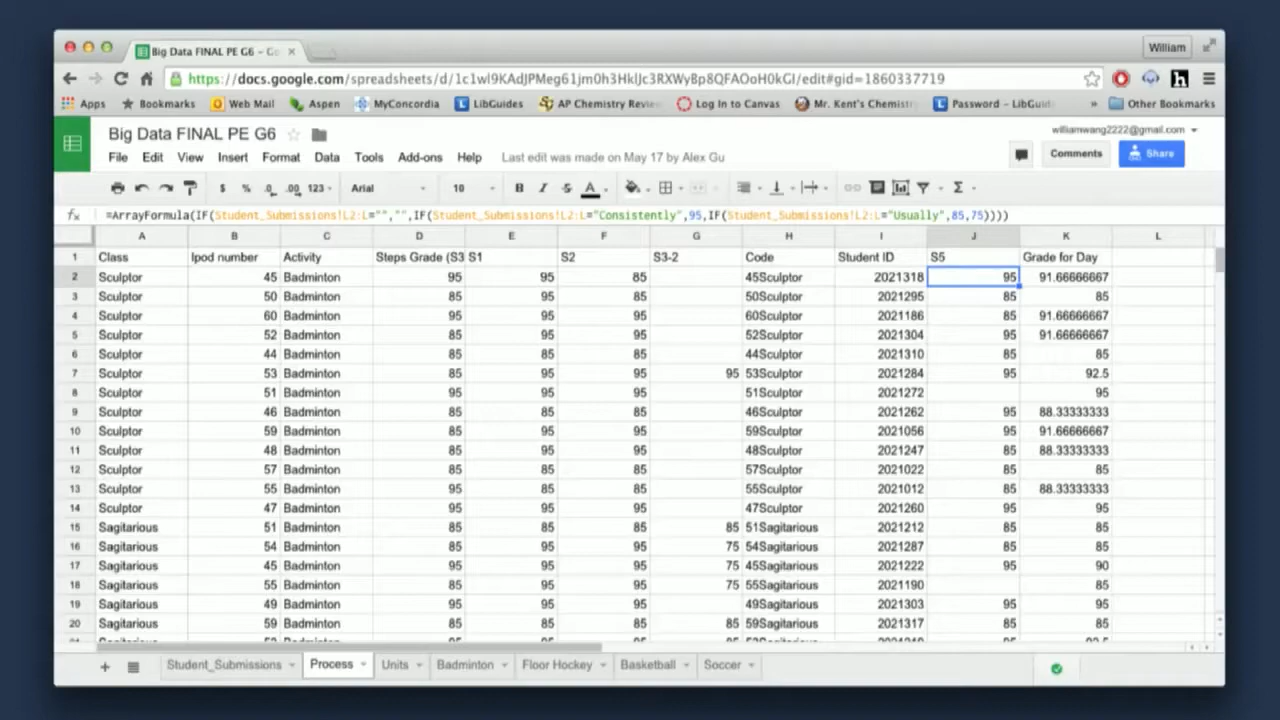 Big Data FINAL PE G6 - Go
William
https://docs.google.com/spreadsheets/d/1c1wl9KAdJPMeg61jm0h3HklJc3RXWyBp8QFAOoH0kGI/edit#gid=1860337719
Apps Bookmarks Web Mail Aspen MyConcordia LibGuides AP Chemistry Revie Log In to Canvas Mr. Kent's Chemistr Password – LibGuid » Other Bookmarks
Big Data FINAL PE G6
williamwang2222@gmail.com
File Edit View Insert Format Data Tools Add-ons Help Last edit was made on May 17 by Alex Gu
Comments Share
$ % .0 .00 123 Arial 10 B I S A Σ
fx =ArrayFormula(IF(Student_Submissions!L2:L="","",IF(Student_Submissions!L2:L="Consistently",95,IF(Student_Submissions!L2:L="Usually",85,75))))
A B C D E F G H I J K L
1 Class Ipod number Activity Steps Grade (S3 S1 S2 S3-2 Code Student ID S5 Grade for Day
2 Sculptor 45 Badminton 95 95 85 45Sculptor 2021318 95 91.66666667
3 Sculptor 50 Badminton 85 95 85 50Sculptor 2021295 85 85
4 Sculptor 60 Badminton 95 95 95 60Sculptor 2021186 85 91.66666667
5 Sculptor 52 Badminton 85 95 95 52Sculptor 2021304 95 91.66666667
6 Sculptor 44 Badminton 85 85 85 44Sculptor 2021310 85 85
7 Sculptor 53 Badminton 85 95 85 95 53Sculptor 2021284 95 92.5
8 Sculptor 51 Badminton 95 95 95 51Sculptor 2021272 95
9 Sculptor 46 Badminton 85 85 85 46Sculptor 2021262 95 88.33333333
10 Sculptor 59 Badminton 85 95 95 59Sculptor 2021056 95 91.66666667
11 Sculptor 48 Badminton 85 95 85 48Sculptor 2021247 85 88.33333333
12 Sculptor 57 Badminton 85 85 85 57Sculptor 2021022 85 85
13 Sculptor 55 Badminton 95 85 85 55Sculptor 2021012 85 88.33333333
14 Sculptor 47 Badminton 95 95 95 47Sculptor 2021260 95 95
15 Sagitarious 51 Badminton 85 85 85 85 51Sagitarious 2021212 85 85
16 Sagitarious 54 Badminton 85 95 95 75 54Sagitarious 2021287 85 85
17 Sagitarious 45 Badminton 95 95 95 75 45Sagitarious 2021222 95 90
18 Sagitarious 55 Badminton 85 95 95 75 55Sagitarious 2021190 85
19 Sagitarious 49 Badminton 95 95 95 49Sagitarious 2021303 95 95
20 Sagitarious 59 Badminton 85 85 85 85 59Sagitarious 2021317 85 85
Student_Submissions Process Units Badminton Floor Hockey Basketball Soccer